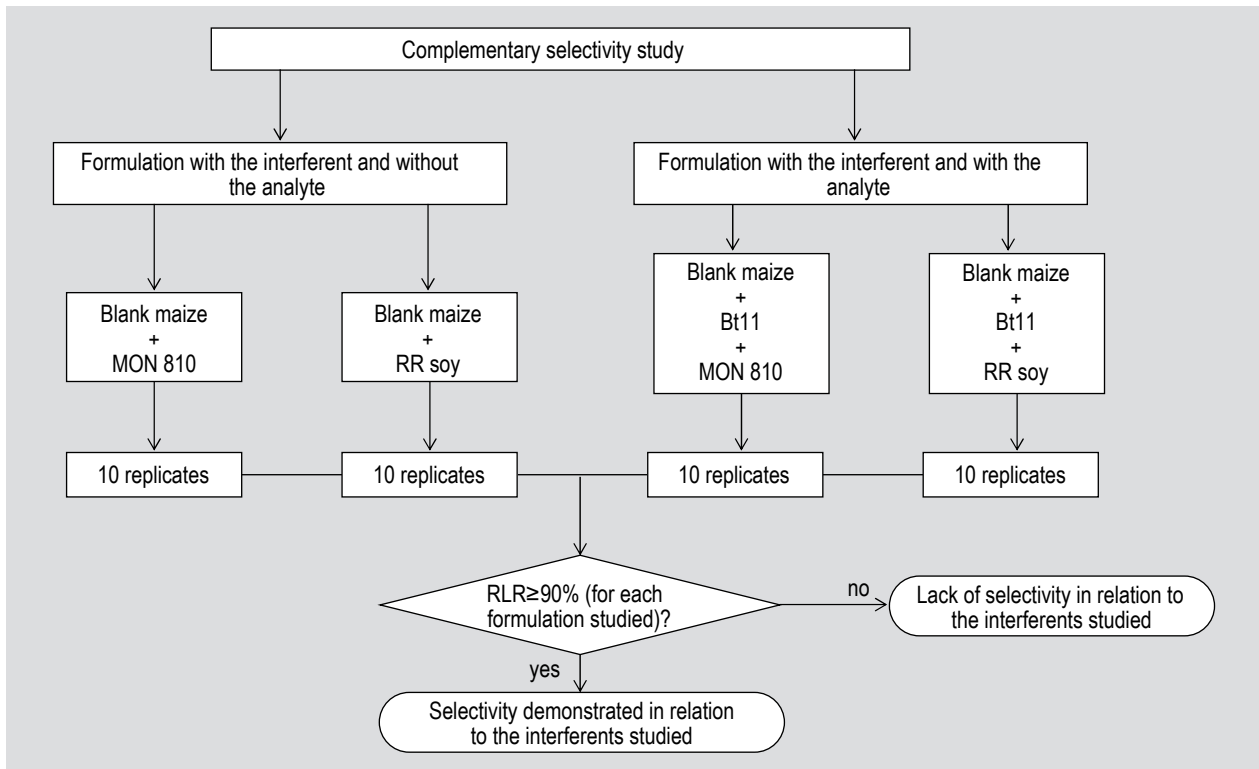 Complementary selectivity study
Formulation with the interferent and without
the analyte
Formulation with the interferent and with the
analyte
Blank maize
+
MON 810
Blank maize
+
RR soy
Blank maize
+
Bt11
+
MON 810
Blank maize
+
Bt11
+
RR soy
10 replicates
10 replicates
10 replicates
10 replicates
RLR≥90% (for each
formulation studied)?
no
Lack of selectivity in relation to
the interferents studied
yes
Selectivity demonstrated in relation
to the interferents studied